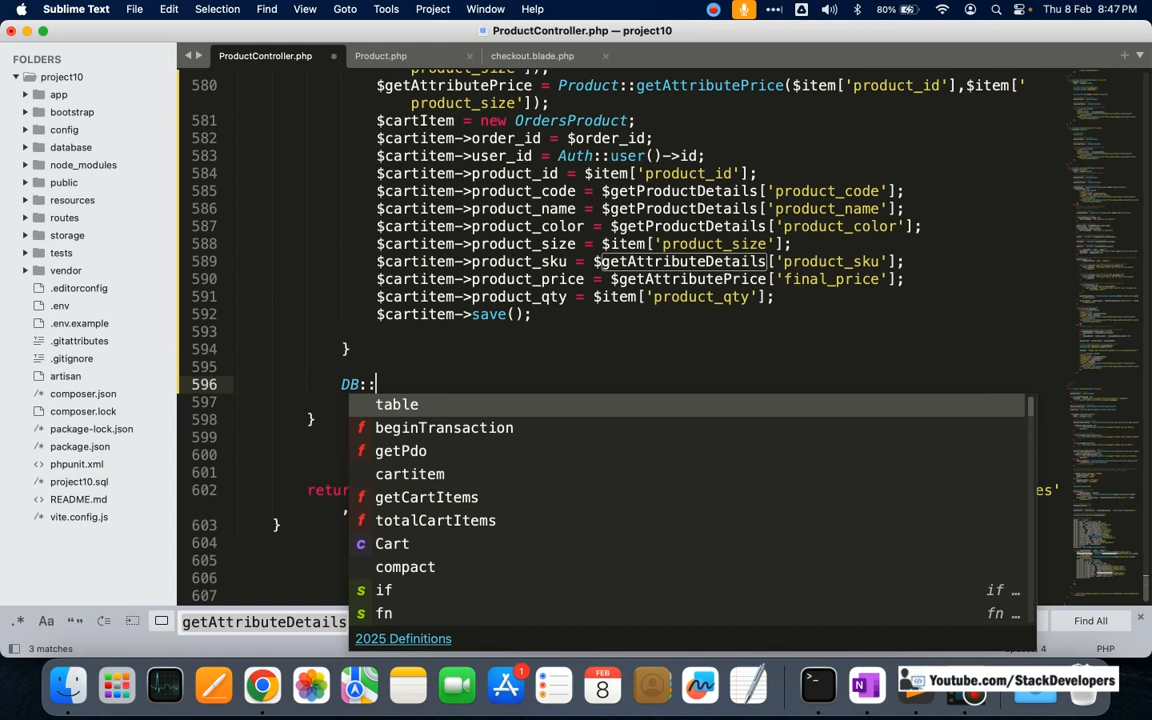 Sublime Text File Edit Selection Find View Goto Tools Project Window Help 80% Thu 8 Feb 8:47 PM
ProductController.php — project10
FOLDERS
project10
app
bootstrap
config
database
node_modules
public
resources
routes
storage
tests
vendor
.editorconfig
.env
.env.example
.gitattributes
.gitignore
artisan
composer.json
composer.lock
package-lock.json
package.json
phpunit.xml
project10.sql
README.md
vite.config.js
ProductController.php Product.php checkout.blade.php
product_size']);
580 $getAttributePrice = Product::getAttributePrice($item['product_id'],$item['
product_size']);
581 $cartItem = new OrdersProduct;
582 $cartitem->order_id = $order_id;
583 $cartitem->user_id = Auth::user()->id;
584 $cartitem->product_id = $item['product_id'];
585 $cartitem->product_code = $getProductDetails['product_code'];
586 $cartitem->product_name = $getProductDetails['product_name'];
587 $cartitem->product_color = $getProductDetails['product_color'];
588 $cartitem->product_size = $item['product_size'];
589 $cartitem->product_sku = $getAttributeDetails['product_sku'];
590 $cartitem->product_price = $getAttributePrice['final_price'];
591 $cartitem->product_qty = $item['product_qty'];
592 $cartitem->save();
593
594 }
595
596 DB::
597
598 }
599
600
601
602 retur es'
,
603 }
604
605
606
607
table
beginTransaction
getPdo
cartitem
getCartItems
totalCartItems
Cart
compact
if if …
fn fn …
2025 Definitions
getAttributeDetails Find All
3 matches 4 PHP
Youtube.com/StackDevelopers